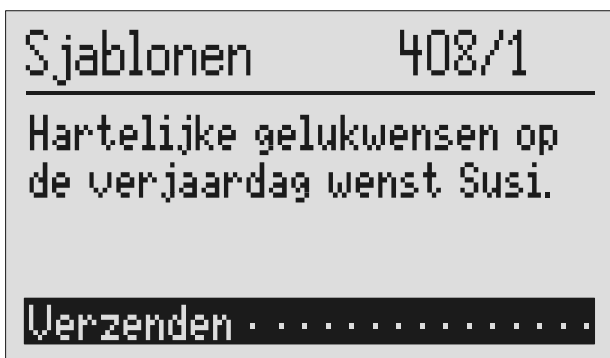 Sjablonen 408/1
Hartelijke gelukwensen op
de verjaardag wenst Susi.
Verzenden . . . . . . . . . . . . . . .